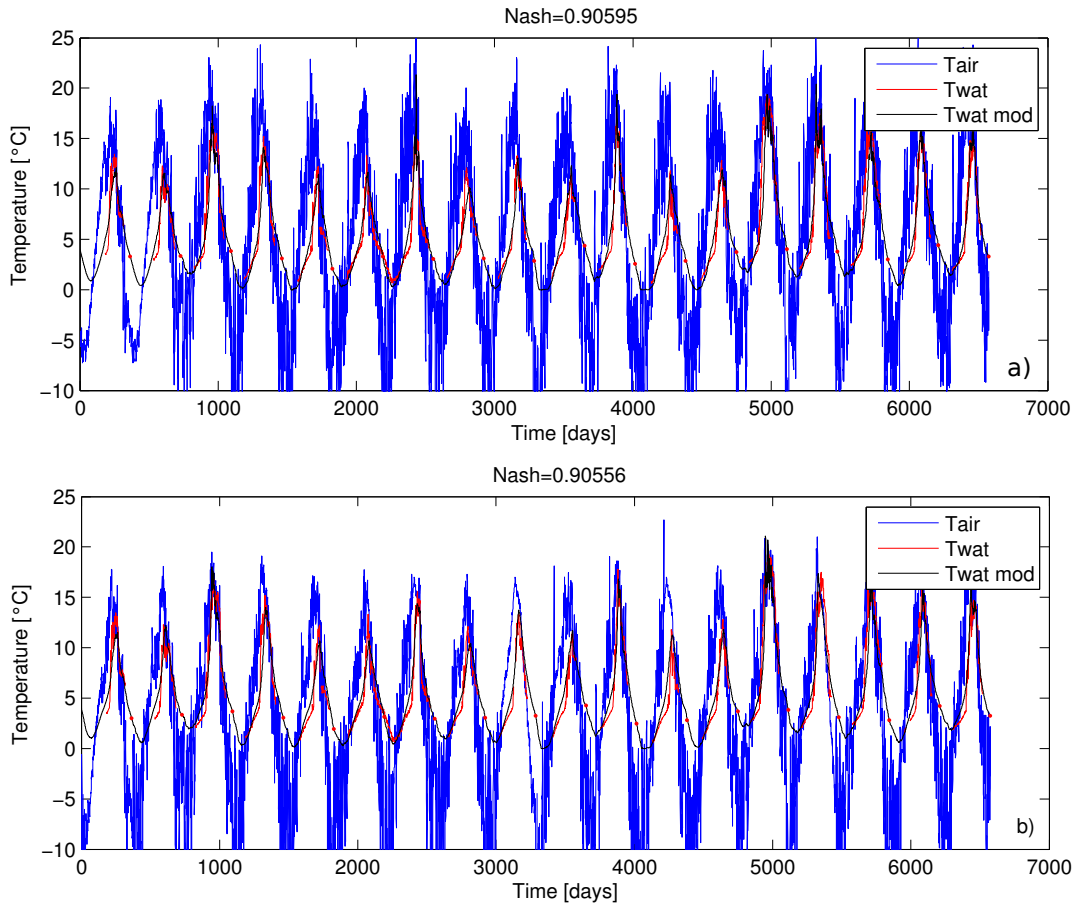 Nash=0.90595
25
20
15
10
5
0
−5
−10
Temperature [°C]
Tair
Twat
Twat mod
a)
0 1000 2000 3000 4000 5000 6000 7000
Time [days]
Nash=0.90556
25
20
15
10
5
0
−5
−10
Temperature [°C]
Tair
Twat
Twat mod
b)
0 1000 2000 3000 4000 5000 6000 7000
Time [days]